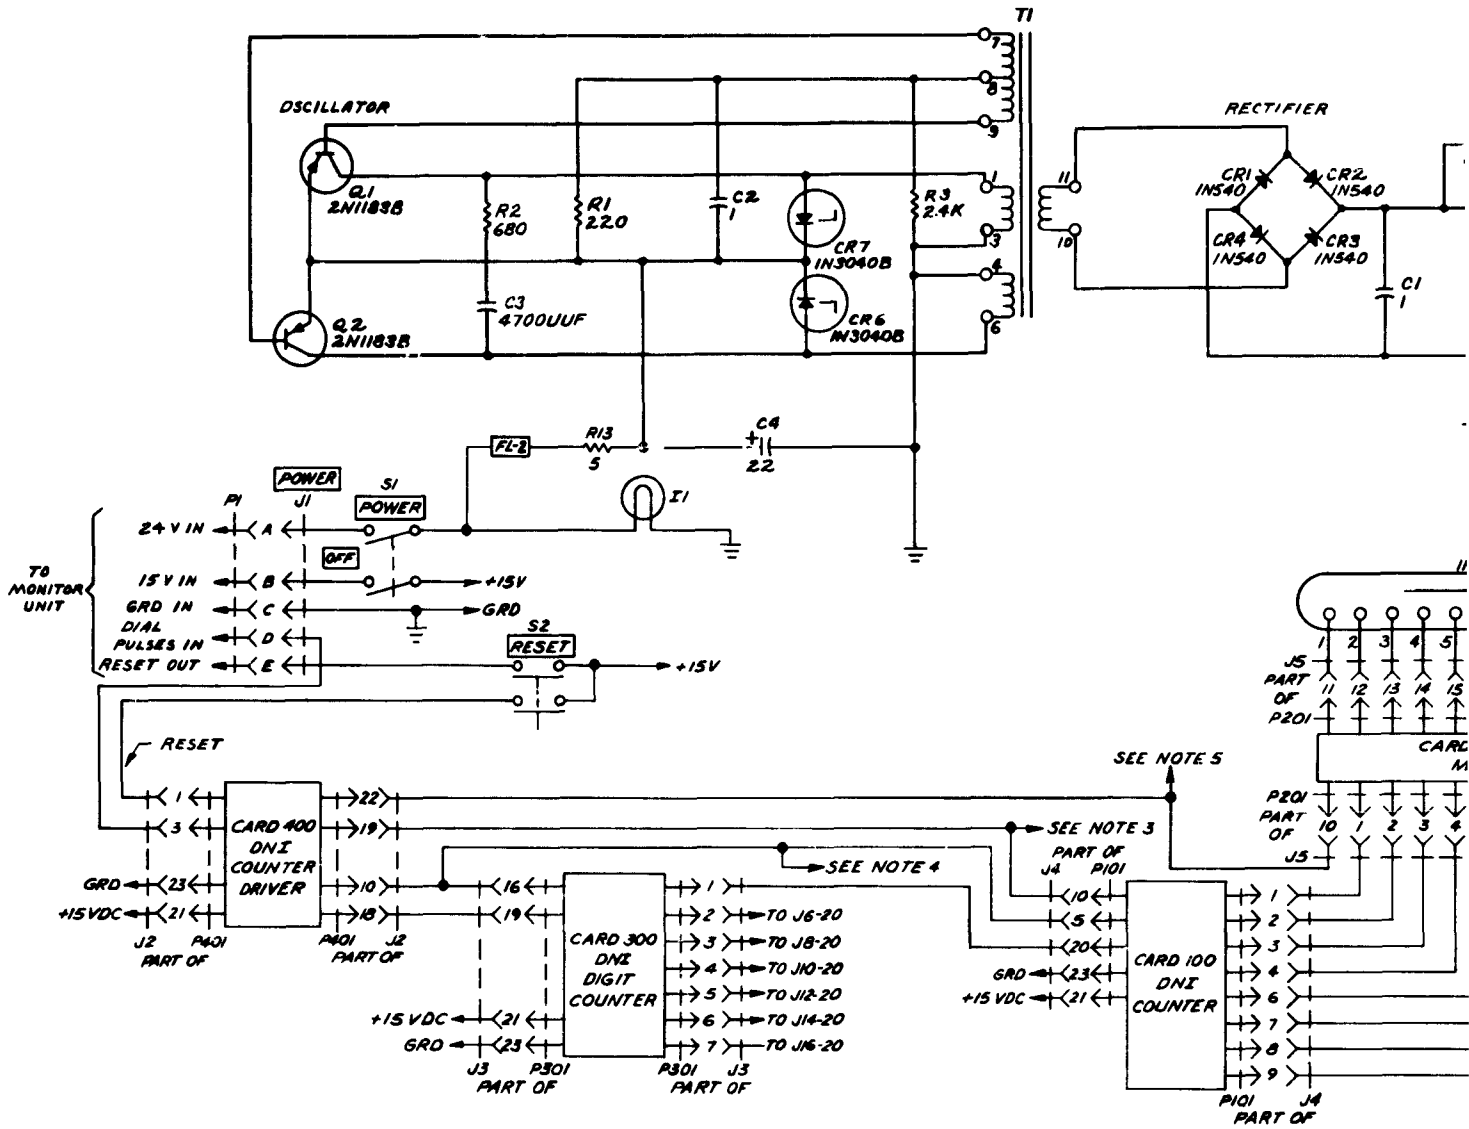 T1
7
8
9
OSCILLATOR
Q1
2N1183B
R2
680
R1
220
C2
1
CR7
1N3040B
R3
2.4K
1
3
4
6
11
10
RECTIFIER
CR1
1N540
CR2
1N540
CR4
1N540
CR3
1N540
C1
1
Q2
2N1183B
C3
4700UUF
CR6
1N3040B
FL-2
R13
5
C4
+
22
I1
POWER
P1
J1
S1
POWER
OFF
TO
MONITOR
UNIT
24 V IN
A
15 V IN
B
+15V
GRD IN
C
GRD
DIAL
PULSES IN
D
RESET OUT
E
S2
RESET
+15V
RESET
1 22
3 19
GRD 23 10
+15 VDC 21 18
CARD 400
DNI
COUNTER
DRIVER
J2 P401 P401 J2
PART OF PART OF
SEE NOTE 5
SEE NOTE 3
SEE NOTE 4
16 1
19 2 TO J6-20
3 TO J8-20
4 TO J10-20
5 TO J12-20
+15 VDC 21 6 TO J14-20
GRD 23 7 TO J16-20
CARD 300
DNI
DIGIT
COUNTER
J3 P301 P301 J3
PART OF PART OF
PART OF
J4 P101
10
5
20
GRD 23
+15 VDC 21
CARD 100
DNI
COUNTER
1
2
3
4
6
7
8
9
P101 J4
PART OF
1 2 3 4 5
J5
PART
OF
P201
11 12 13 14 15
CARD
M
P201
PART
OF
J5
10 1 2 3 4